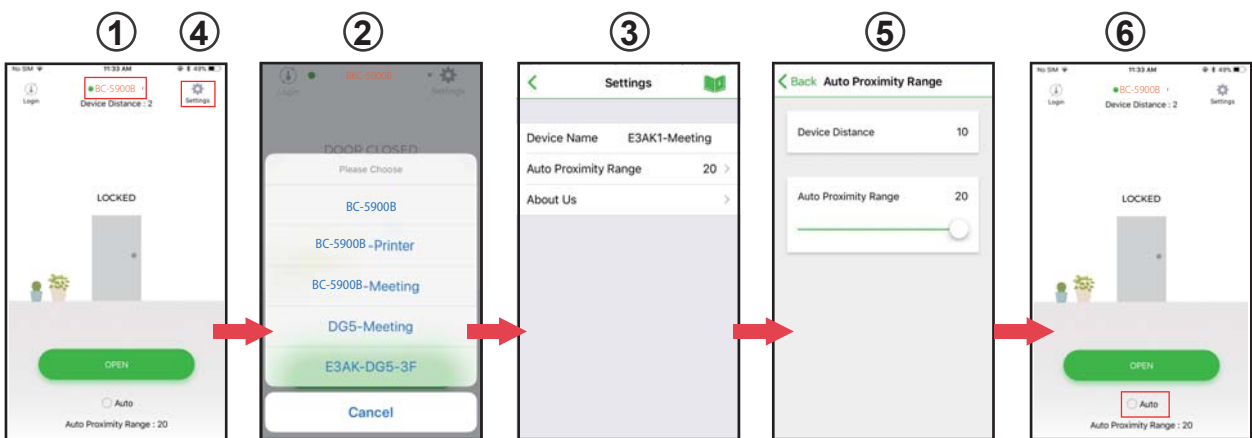 ① ④ ② ③ ⑤ ⑥
No SIM 11:33 AM 49%
Login
BC-5900B
Settings
Device Distance : 2
LOCKED
OPEN
Auto
Auto Proximity Range : 20
Login
BC-5900B
Settings
DOOR CLOSED
Please Choose
BC-5900B
BC-5900B -Printer
BC-5900B-Meeting
DG5-Meeting
E3AK-DG5-3F
Cancel
Settings
Device Name E3AK1-Meeting
Auto Proximity Range 20 >
About Us >
Back Auto Proximity Range
Device Distance 10
Auto Proximity Range 20
No SIM 11:33 AM 49%
Login
BC-5900B
Settings
Device Distance : 2
LOCKED
OPEN
Auto
Auto Proximity Range : 20